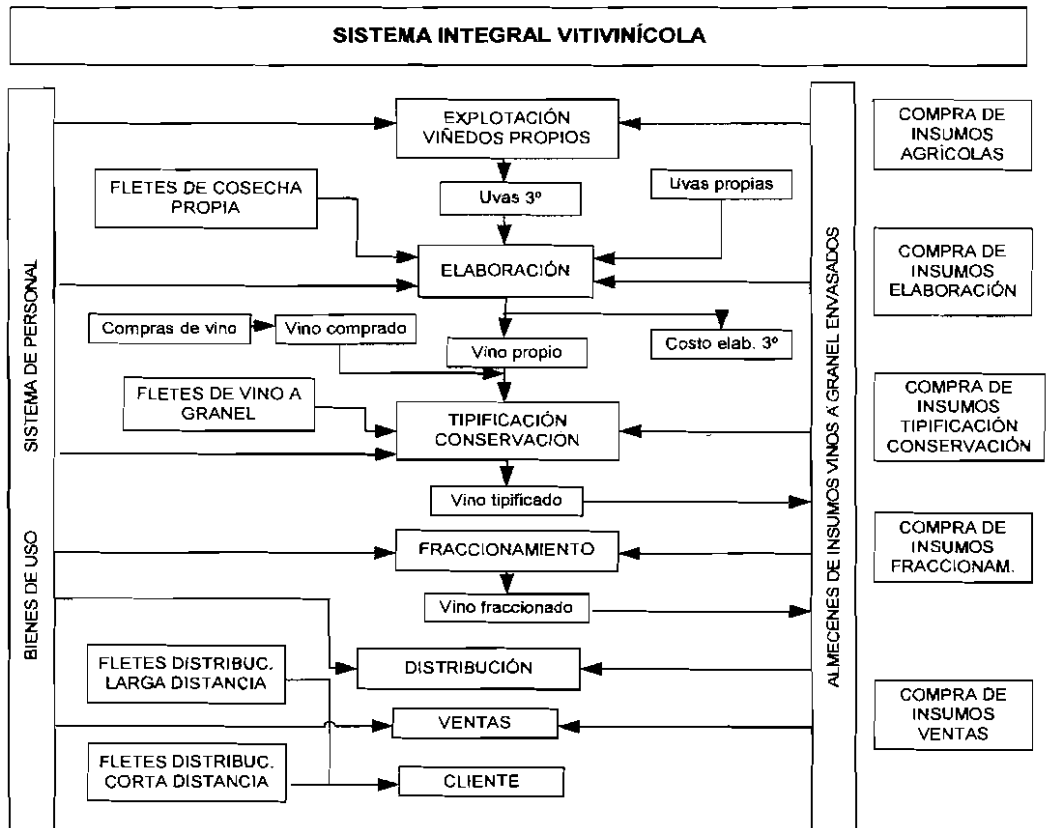 SISTEMA INTEGRAL VITIVINÍCOLA
SISTEMA DE PERSONAL
BIENES DE USO
EXPLOTACIÓN
VIÑEDOS PROPIOS
COMPRA DE
INSUMOS
AGRÍCOLAS
FLETES DE COSECHA
PROPIA
Uvas 3º
Uvas propias
ELABORACIÓN
COMPRA DE
INSUMOS
ELABORACIÓN
Compras de vino
Vino comprado
Vino propio
Costo elab. 3º
FLETES DE VINO A
GRANEL
TIPIFICACIÓN
CONSERVACIÓN
COMPRA DE
INSUMOS
TIPIFICACIÓN
CONSERVACIÓN
Vino tipificado
FRACCIONAMIENTO
COMPRA DE
INSUMOS
FRACCIONAM.
Vino fraccionado
FLETES DISTRIBUC.
LARGA DISTANCIA
DISTRIBUCIÓN
VENTAS
COMPRA DE
INSUMOS
VENTAS
FLETES DISTRIBUC.
CORTA DISTANCIA
CLIENTE
ALMECENES DE INSUMOS VINOS A GRANEL ENVASADOS